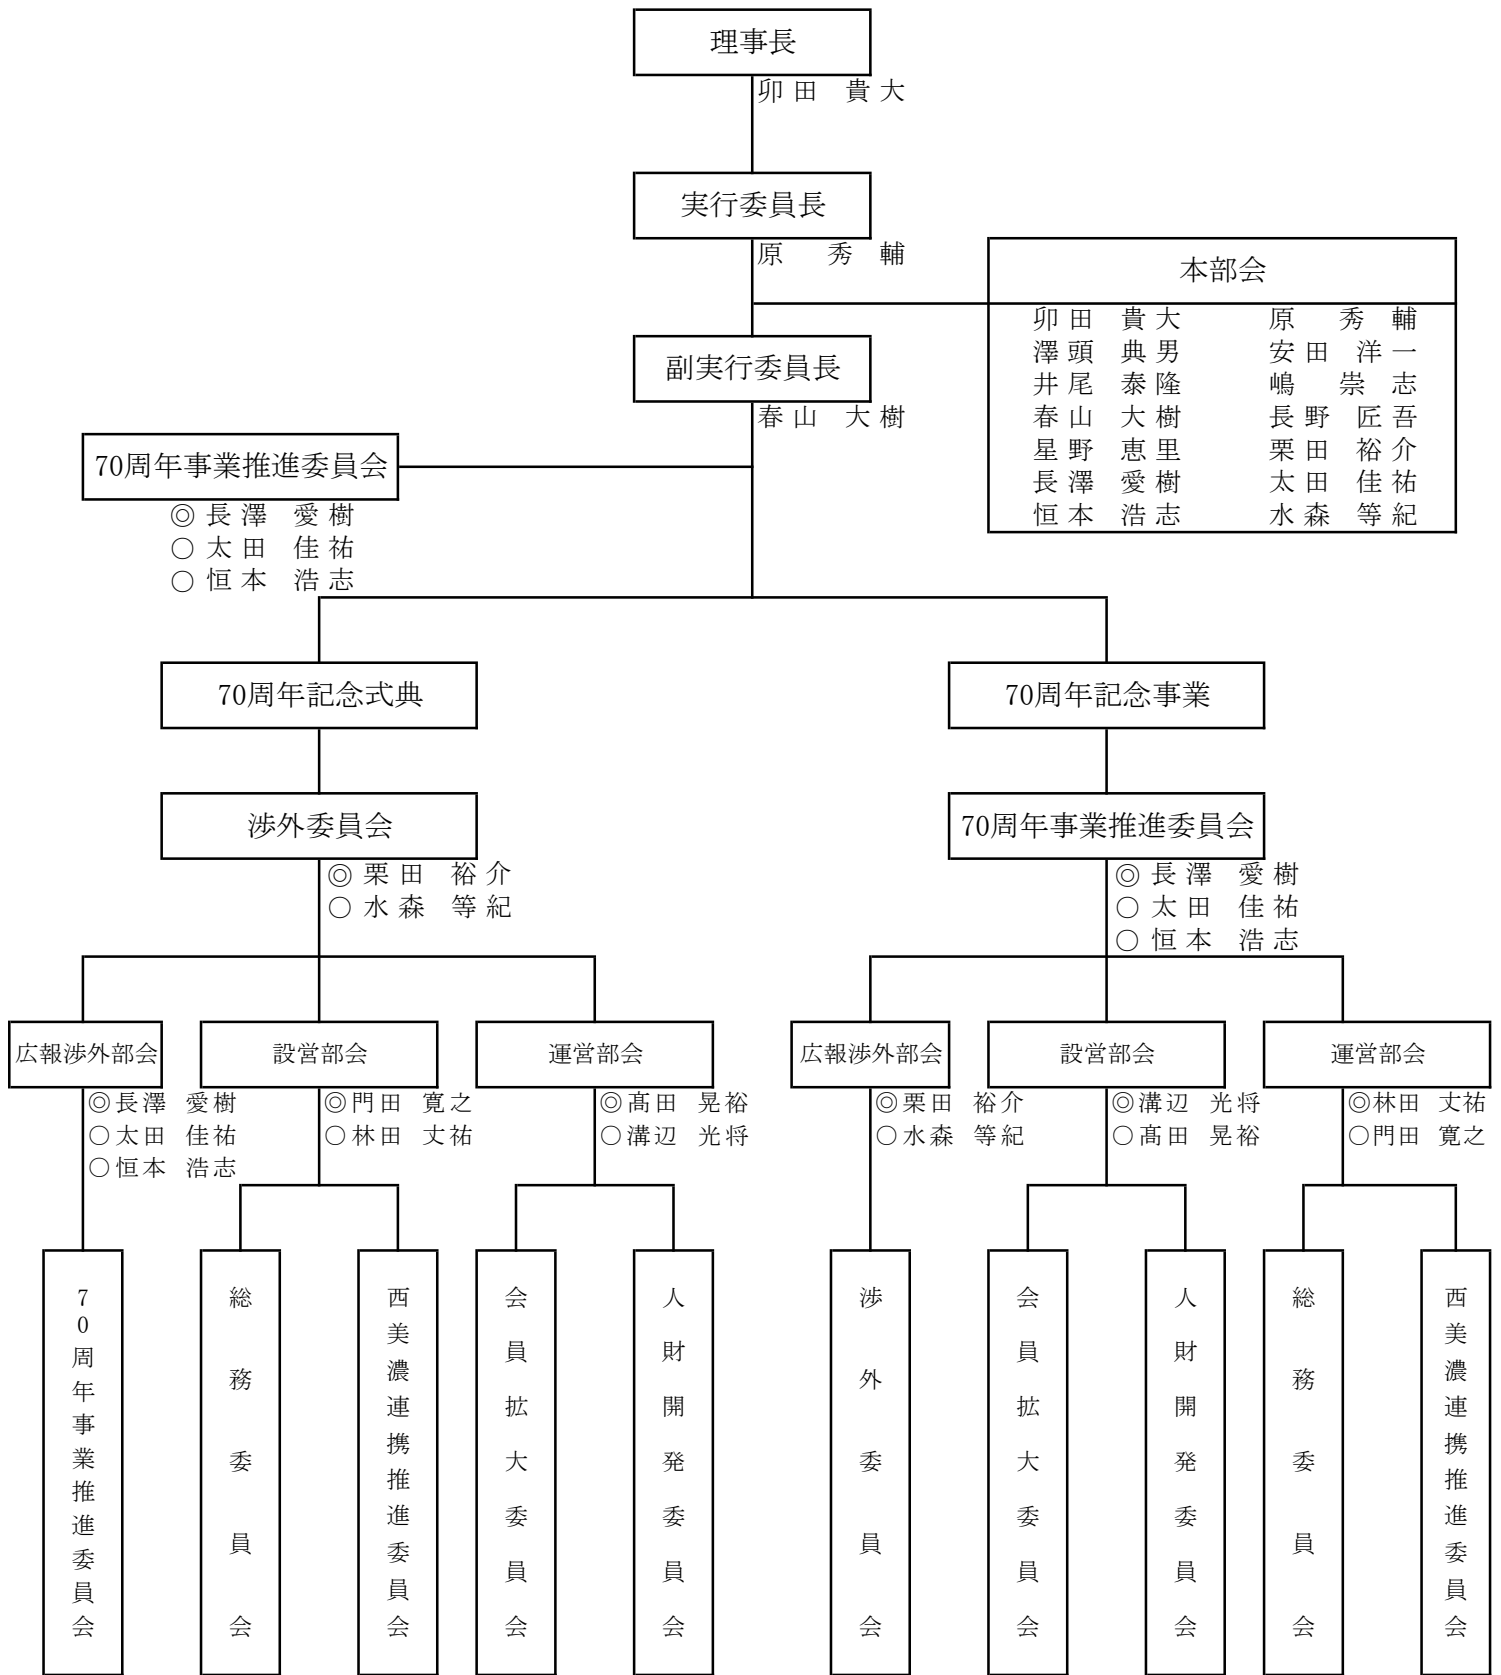 理事長
卯田 貴大
実行委員長
原 秀輔
本部会
卯田 貴大 原 秀輔
澤頭 典男 安田 洋一
井尾 泰隆 嶋 崇志
春山 大樹 長野 匠吾
星野 恵里 栗田 裕介
長澤 愛樹 太田 佳祐
恒本 浩志 水森 等紀
副実行委員長
春山 大樹
70周年事業推進委員会
◎ 長澤 愛樹
○ 太田 佳祐
○ 恒本 浩志
70周年記念式典
70周年記念事業
渉外委員会
◎ 栗田 裕介
○ 水森 等紀
70周年事業推進委員会
◎ 長澤 愛樹
○ 太田 佳祐
○ 恒本 浩志
広報渉外部会
◎長澤 愛樹
○太田 佳祐
○恒本 浩志
設営部会
◎門田 寛之
○林田 丈祐
運営部会
◎髙田 晃裕
○溝辺 光将
広報渉外部会
◎栗田 裕介
○水森 等紀
設営部会
◎溝辺 光将
○髙田 晃裕
運営部会
◎林田 丈祐
○門田 寛之
70周年事業推進委員会
総務委員会
西美濃連携推進委員会
会員拡大委員会
人財開発委員会
渉外委員会
会員拡大委員会
人財開発委員会
総務委員会
西美濃連携推進委員会